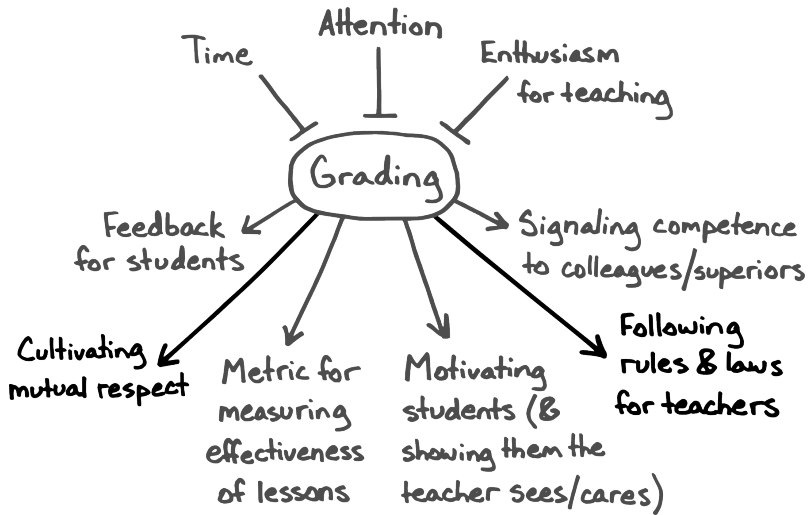 Attention
Time
Enthusiasm
for teaching
Grading
Feedback
for students
Signaling competence
to colleagues/superiors
Cultivating
mutual respect
Metric for
measuring
effectiveness
of lessons
Motivating
students (&
showing them the
teacher sees/cares)
Following
rules & laws
for teachers